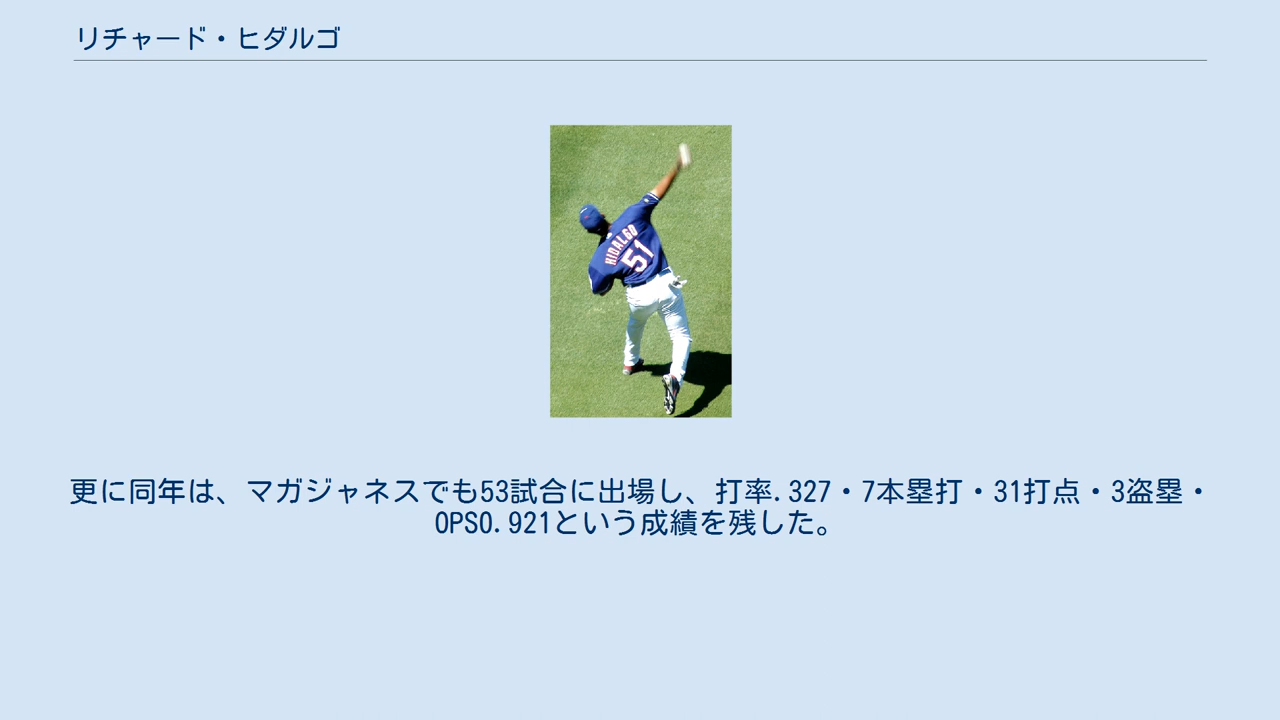 リチャード・ヒダルゴ
HIDALGO
51
更に同年は、マガジャネスでも53試合に出場し、打率.327・7本塁打・31打点・3盗塁・
OPS0.921という成績を残した。